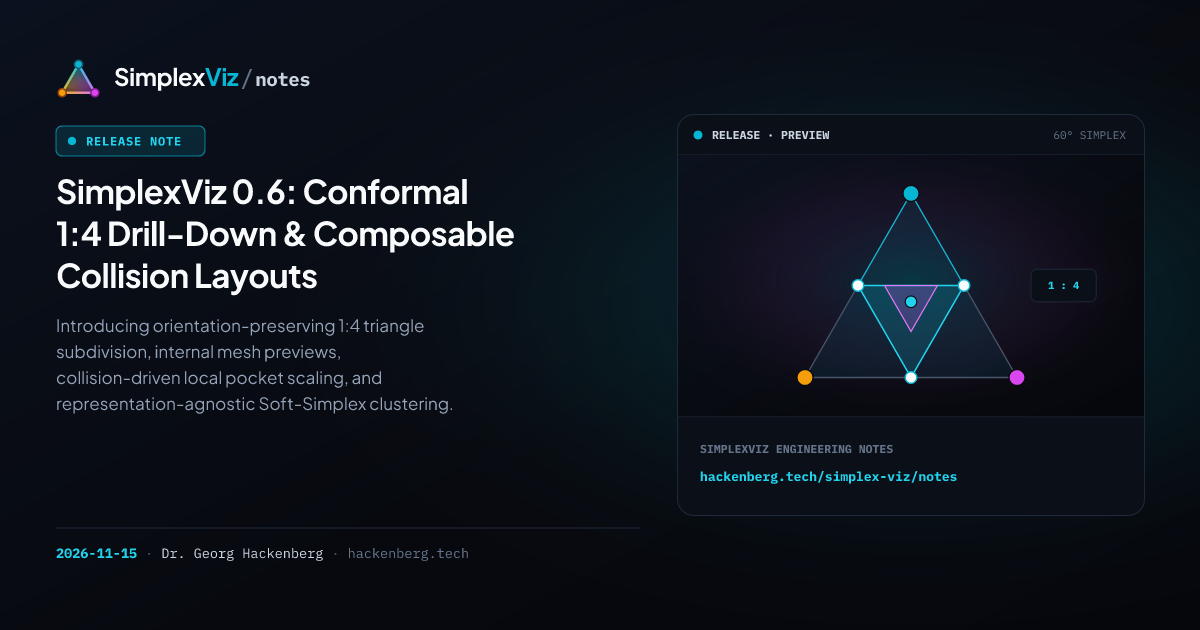 SimplexViz/notes
RELEASE NOTE
SimplexViz 0.6: Conformal
1:4 Drill-Down & Composable
Collision Layouts
Introducing orientation-preserving 1:4 triangle
subdivision, internal mesh previews,
collision-driven local pocket scaling, and
representation-agnostic Soft-Simplex clustering.
2026-11-15 · Dr. Georg Hackenberg · hackenberg.tech
RELEASE · PREVIEW
60° SIMPLEX
1 : 4
SIMPLEXVIZ ENGINEERING NOTES
hackenberg.tech/simplex-viz/notes